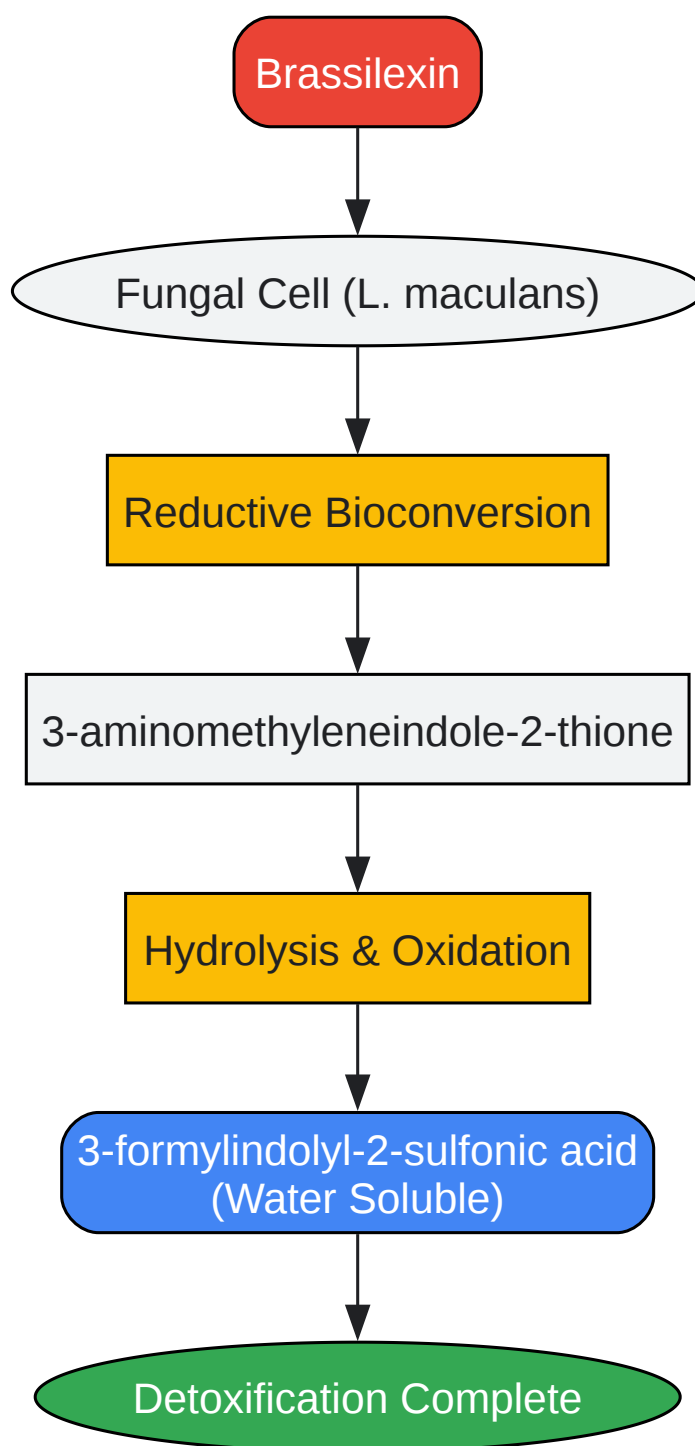 Brassilexin
Fungal Cell (L. maculans)
Reductive Bioconversion
3-aminomethyleneindole-2-thione
Hydrolysis & Oxidation
3-formylindolyl-2-sulfonic acid
(Water Soluble)
Detoxification Complete